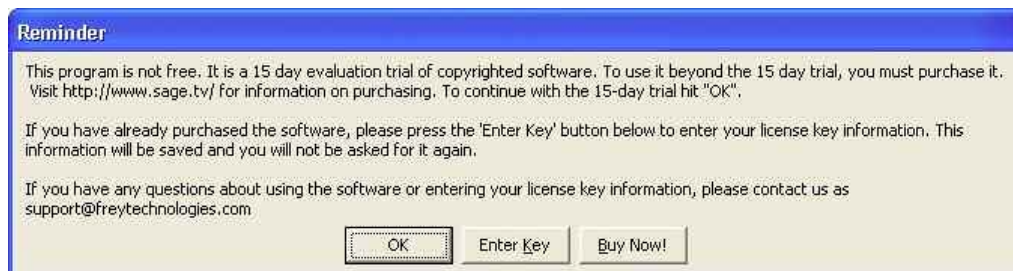 Reminder
This program is not free. It is a 15 day evaluation trial of copyrighted software. To use it beyond the 15 day trial, you must purchase it.
Visit http://www.sage.tv/ for information on purchasing. To continue with the 15-day trial hit "OK".
If you have already purchased the software, please press the 'Enter Key' button below to enter your license key information. This
information will be saved and you will not be asked for it again.
If you have any questions about using the software or entering your license key information, please contact us as
support@freytechnologies.com
OK Enter Key Buy Now!